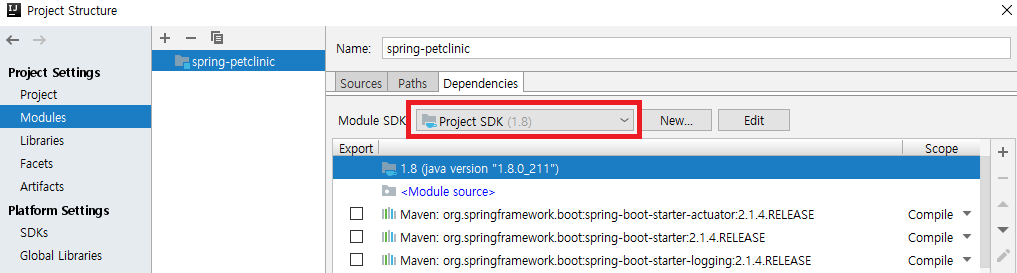 IJ Project Structure
Project Settings
Project
Modules
Libraries
Facets
Artifacts
Platform Settings
SDKs
Global Libraries
spring-petclinic
Name: spring-petclinic
Sources Paths Dependencies
Module SDK Project SDK (1.8) New... Edit
Export Scope
1.8 (java version "1.8.0_211")
<Module source>
Maven: org.springframework.boot:spring-boot-starter-actuator:2.1.4.RELEASE Compile
Maven: org.springframework.boot:spring-boot-starter:2.1.4.RELEASE Compile
Maven: org.springframework.boot:spring-boot-starter-logging:2.1.4.RELEASE Compile